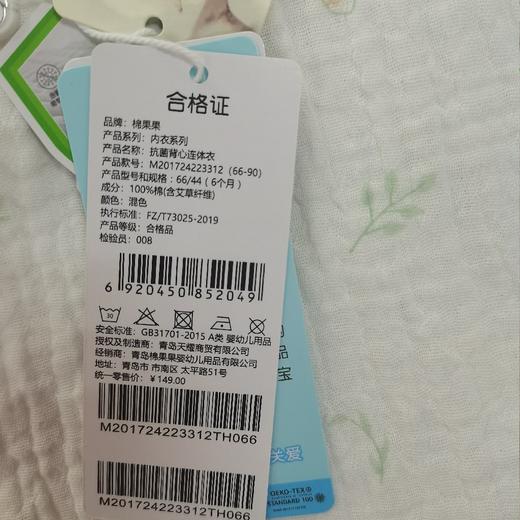 合格证
品牌：棉果果
产品系列：内衣系列
产品名称：抗菌背心连体衣
产品款号：M201724223312（66-90）
产品型号和规格：66/44（6个月）
成分：100%棉(含艾草纤维)
颜色：混色
执行标准：FZ/T73025-2019
产品等级：合格品
检验员：008
6 920450 852049
30
安全标准：GB31701-2015 A类 婴幼儿用品
授权及制造商：青岛天耀商贸有限公司
经销商：青岛棉果果婴幼儿用品有限公司
地址：青岛市 市南区 太平路51号
统一零售价：￥149.00
M201724223312TH066
M201724223312TH066
品
宝
关爱
OEKO-TEX
STANDARD 100